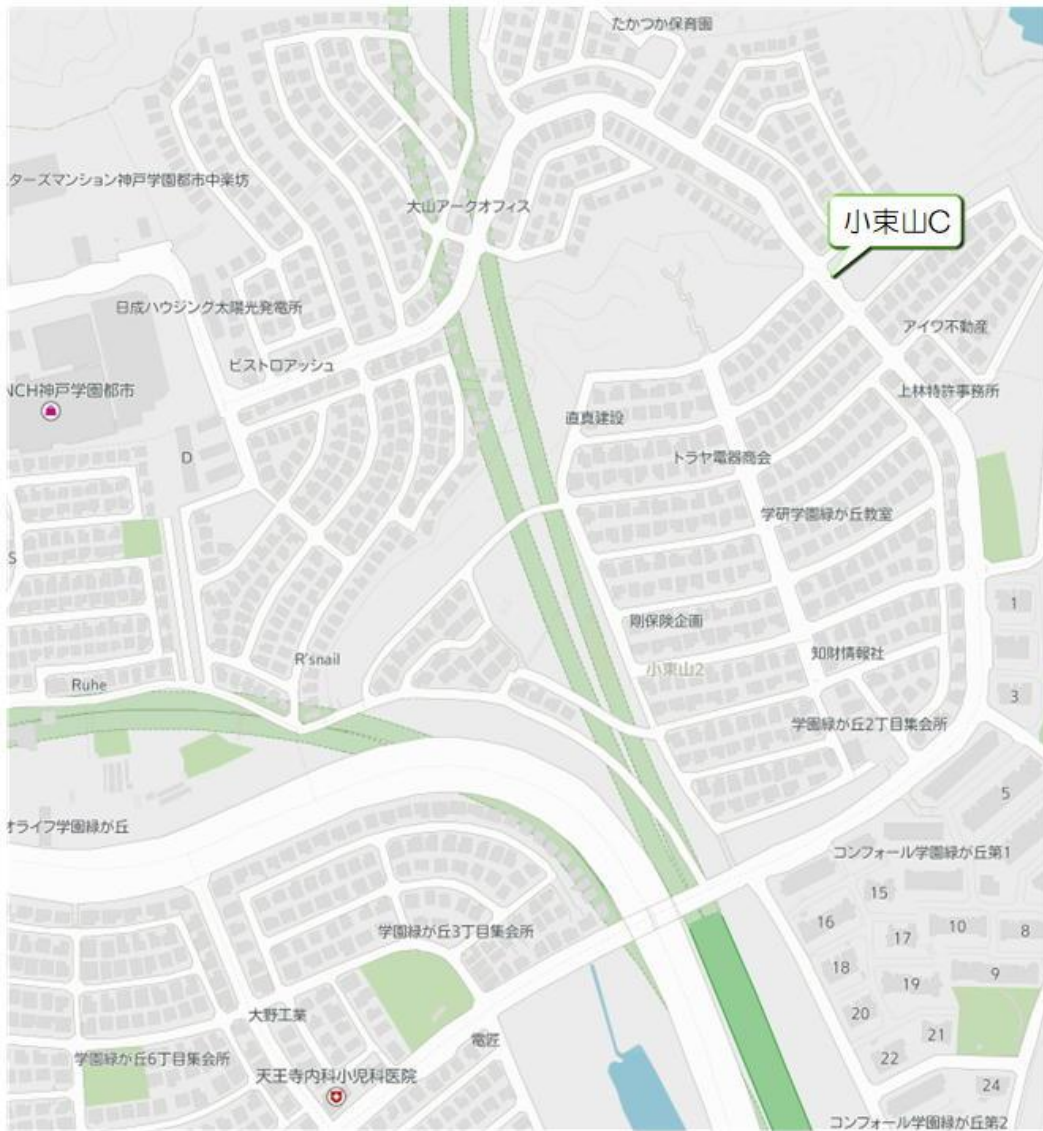 たかつか保育園
ターズマンション神戸学園都市中楽坊
大山アークオフィス
小束山C
日成ハウジング太陽光発電所
アイワ不動産
ビストロアッシュ
NCH神戸学園都市
上林特許事務所
直真建設
D
トラヤ電器商会
学研学園緑が丘教室
S
1
剛保険企画
知財情報社
R'snail
小束山2
Ruhe
3
学園緑が丘2丁目集会所
5
オライフ学園緑が丘
コンフォール学園緑が丘第1
15
16
10
8
17
学園緑が丘3丁目集会所
18
9
19
大野工業
20
21
電匠
学園緑が丘6丁目集会所
22
天王寺内科小児科医院
24
コンフォール学園緑が丘第2